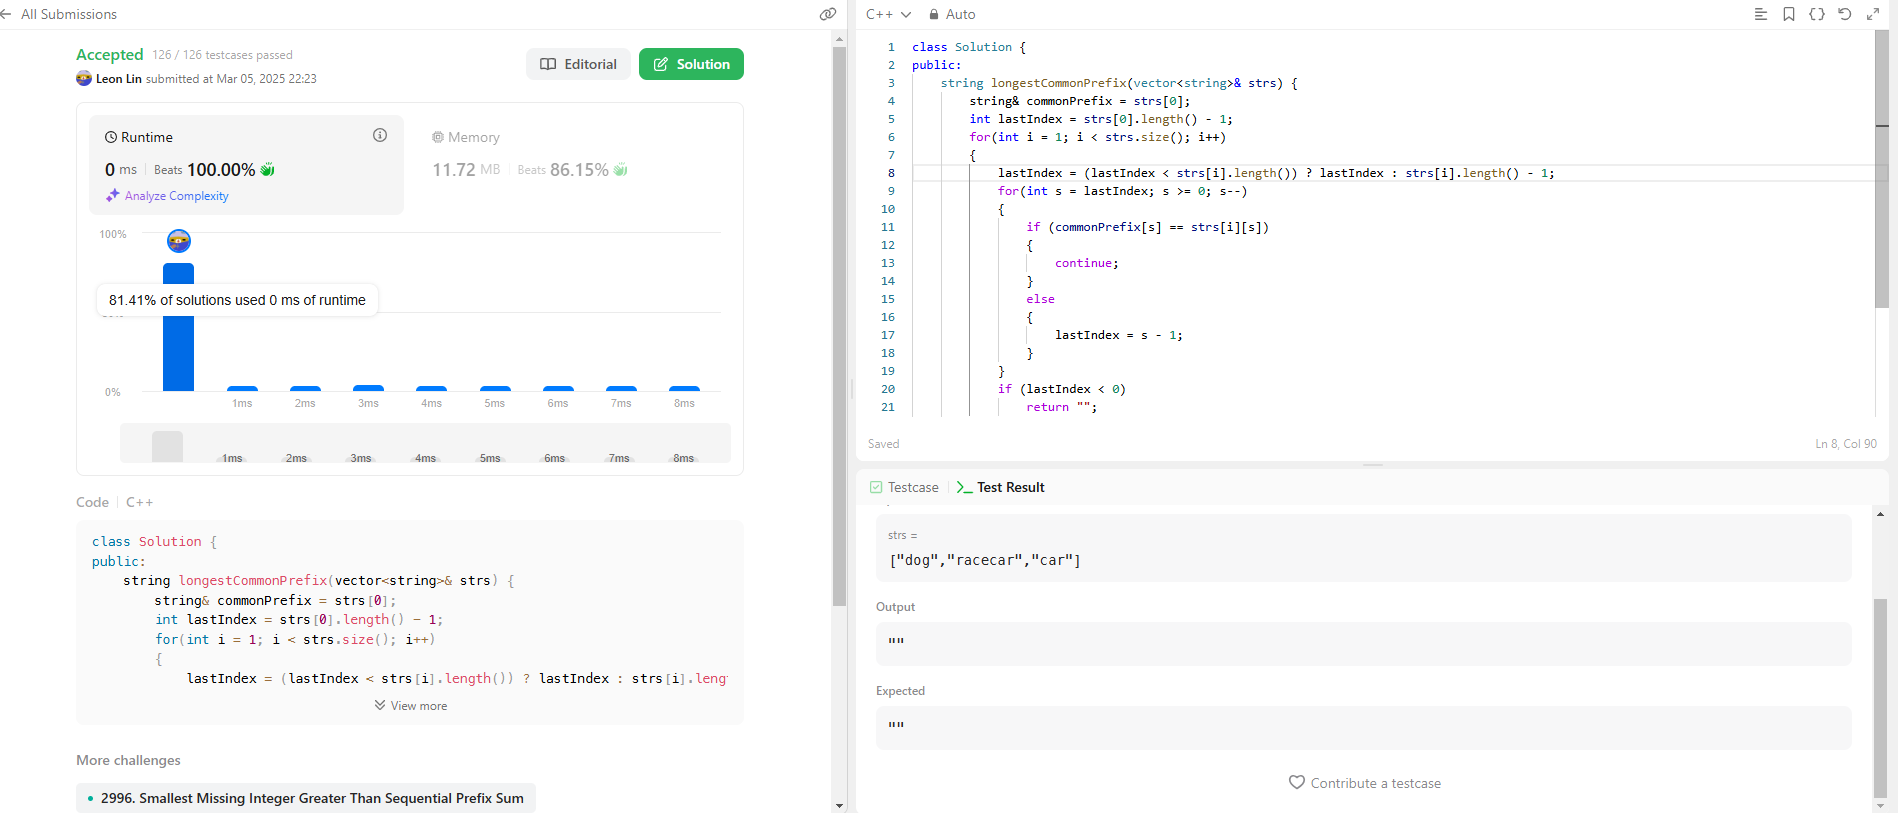 All Submissions
Accepted 126 / 126 testcases passed
Leon Lin submitted at Mar 05, 2025 22:23
Editorial
Solution
Runtime
0 ms Beats 100.00%
Analyze Complexity
Memory
11.72 MB Beats 86.15%
100%
81.41% of solutions used 0 ms of runtime
0%
1ms 2ms 3ms 4ms 5ms 6ms 7ms 8ms
1ms 2ms 3ms 4ms 5ms 6ms 7ms 8ms
Code C++
class Solution {
public:
    string longestCommonPrefix(vector<string>& strs) {
        string& commonPrefix = strs[0];
        int lastIndex = strs[0].length() - 1;
        for(int i = 1; i < strs.size(); i++)
        {
            lastIndex = (lastIndex < strs[i].length()) ? lastIndex : strs[i].leng
View more
More challenges
2996. Smallest Missing Integer Greater Than Sequential Prefix Sum
C++ Auto
1 class Solution {
2 public:
3     string longestCommonPrefix(vector<string>& strs) {
4         string& commonPrefix = strs[0];
5         int lastIndex = strs[0].length() - 1;
6         for(int i = 1; i < strs.size(); i++)
7         {
8             lastIndex = (lastIndex < strs[i].length()) ? lastIndex : strs[i].length() - 1;
9             for(int s = lastIndex; s >= 0; s--)
10             {
11                 if (commonPrefix[s] == strs[i][s])
12                 {
13                     continue;
14                 }
15                 else
16                 {
17                     lastIndex = s - 1;
18                 }
19             }
20             if (lastIndex < 0)
21                 return "";
Saved
Ln 8, Col 90
Testcase
Test Result
strs =
["dog","racecar","car"]
Output
""
Expected
""
Contribute a testcase